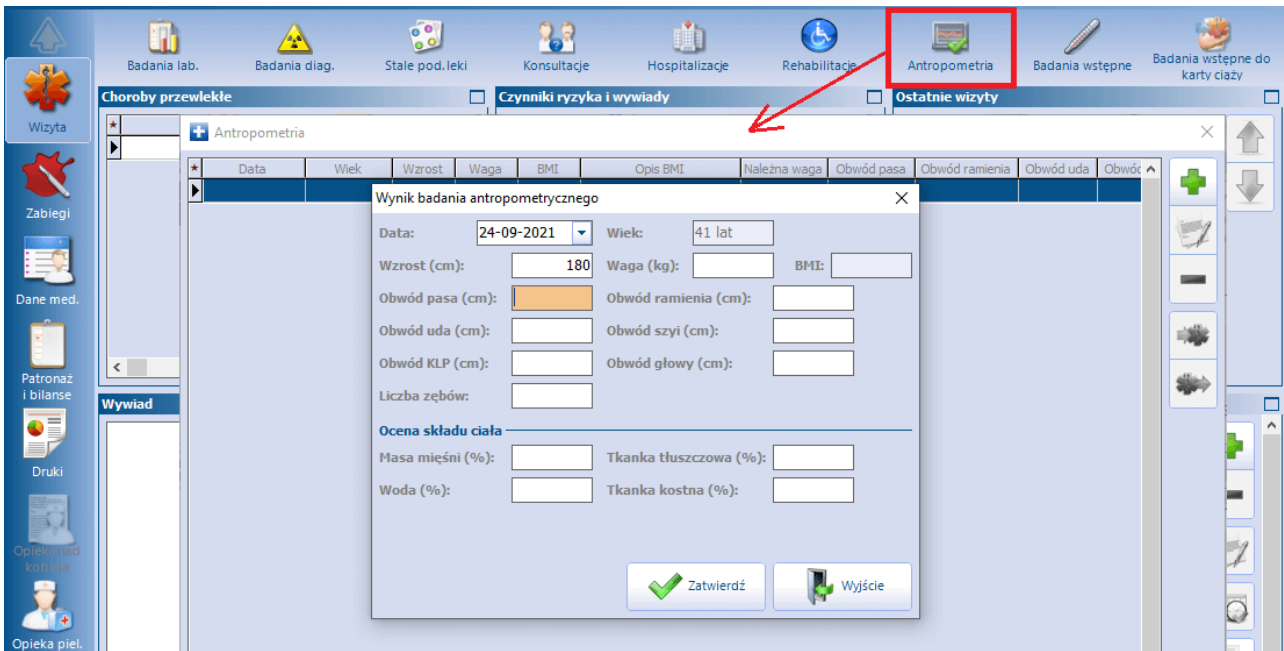 Badania lab.
Badania diag.
Stale pod.leki
Konsultacje
Hospitalizacje
Rehabilitacje
Antropometria
Badania wstępne
Badania wstępne do
karty ciąży
Wizyta
Zabiegi
Dane med.
Patronaż
i bilanse
Druki
Opieka nad
kobietą
Opieka piel.
Choroby przewlekłe
Czynniki ryzyka i wywiady
Ostatnie wizyty
Wywiad
Antropometria
Data Wiek Wzrost Waga BMI Opis BMI Należna waga Obwód pasa Obwód ramienia Obwód uda Obwóc
Wynik badania antropometrycznego
Data: 24-09-2021 Wiek: 41 lat
Wzrost (cm): 180 Waga (kg): BMI:
Obwód pasa (cm): Obwód ramienia (cm):
Obwód uda (cm): Obwód szyi (cm):
Obwód KLP (cm): Obwód głowy (cm):
Liczba zębów:
Ocena składu ciała
Masa mięśni (%): Tkanka tłuszczowa (%):
Woda (%): Tkanka kostna (%):
Zatwierdź
Wyjście